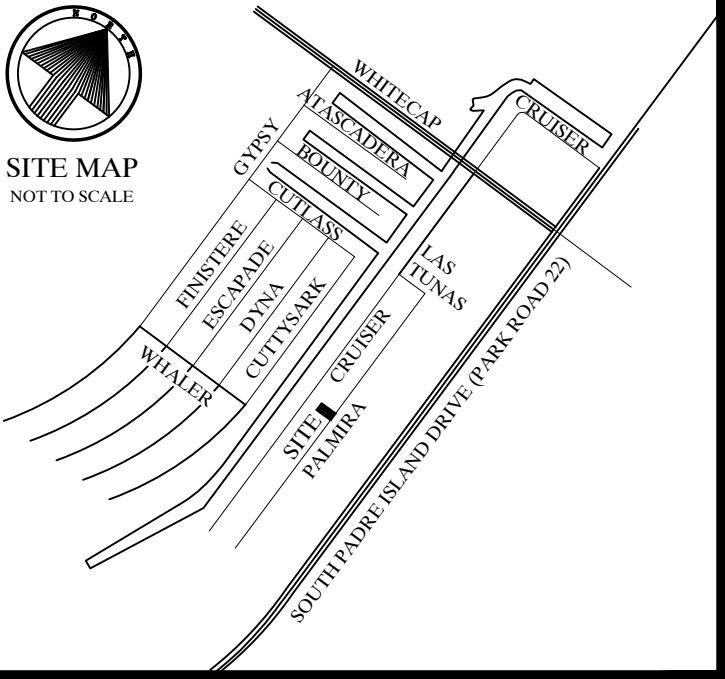 NORTH
SITE MAP
NOT TO SCALE
WHITECAP
ATASCADERA
CRUISER
GYPSY
BOUNTY
CUTLASS
FINISTERE
ESCAPADE
DYNA
CUTTYSARK
LAS
TUNAS
CRUISER
WHALER
SITE
PALMIRA
SOUTH PADRE ISLAND DRIVE (PARK ROAD 22)